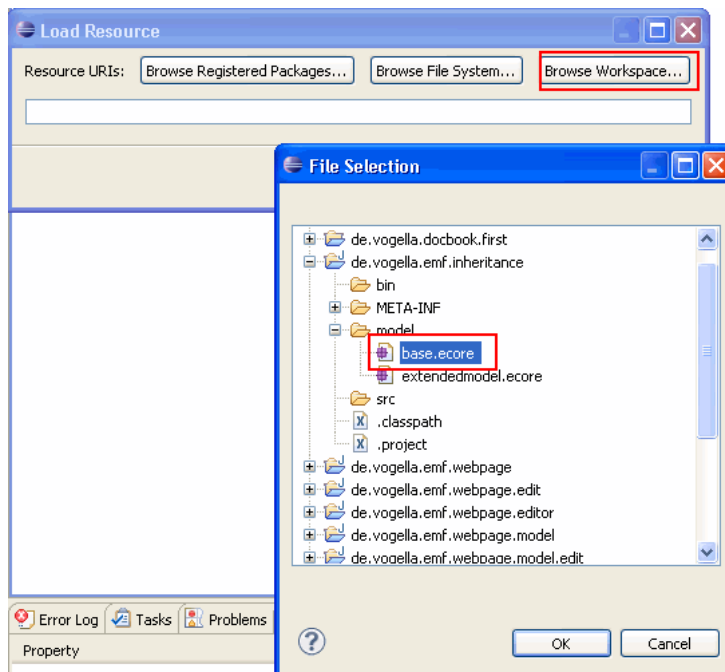 Load Resource
Resource URIs: Browse Registered Packages... Browse File System... Browse Workspace...
File Selection
de.vogella.docbook.first
de.vogella.emf.inheritance
bin
META-INF
model
base.ecore
extendedmodel.ecore
src
.classpath
.project
de.vogella.emf.webpage
de.vogella.emf.webpage.edit
de.vogella.emf.webpage.editor
de.vogella.emf.webpage.model
de.vogella.emf.webpage.model.edit
Error Log Tasks Problems
Property
OK Cancel